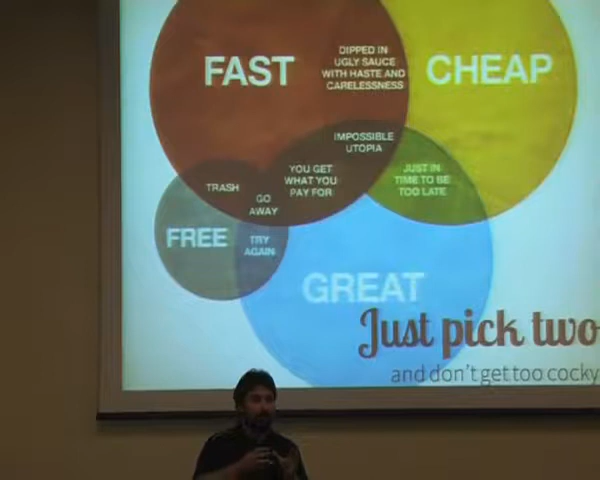 FAST
DIPPED IN
UGLY SAUCE
WITH HASTE AND
CARELESSNESS
CHEAP
IMPOSSIBLE
UTOPIA
YOU GET
WHAT YOU
PAY FOR
JUST IN
TIME TO BE
TOO LATE
TRASH
GO
AWAY
FREE
TRY
AGAIN
GREAT
Just pick two
and don't get too cocky